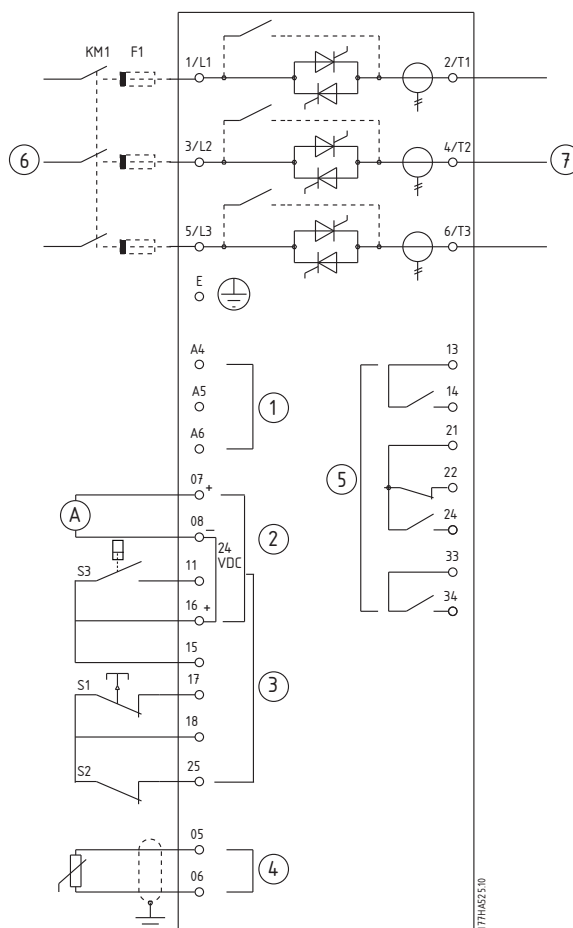 KM1 F1 1/L1 2/T1
6 3/L2 4/T2 7
5/L3 6/T3
E
A4 13
A5 1 14
A6 21
5 22
07 + 24
A 08 – 2 33
24
VDC
S3 11 34
16 +
15
3
S1 17
18
S2 25
05
4
06
177HA525.10